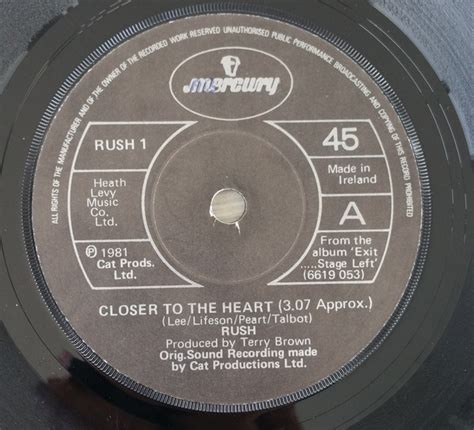 ALL RIGHTS OF THE MANUFACTURER AND OF THE OWNER OF THE RECORDED WORK RESERVED UNAUTHORISED PUBLIC PERFORMANCE BROADCASTING AND COPYING OF THIS RECORD PROHIBITED
mercury
RUSH 1
45
Heath
Levy Music
Co. Ltd.
Made in
Ireland
A
℗ 1981
Cat Prods.
Ltd.
From the
album 'Exit
.....Stage Left'
(6619 053)
CLOSER TO THE HEART (3.07 Approx.)
(Lee/Lifeson/Peart/Talbot)
RUSH
Produced by Terry Brown
Orig.Sound Recording made
by Cat Productions Ltd.